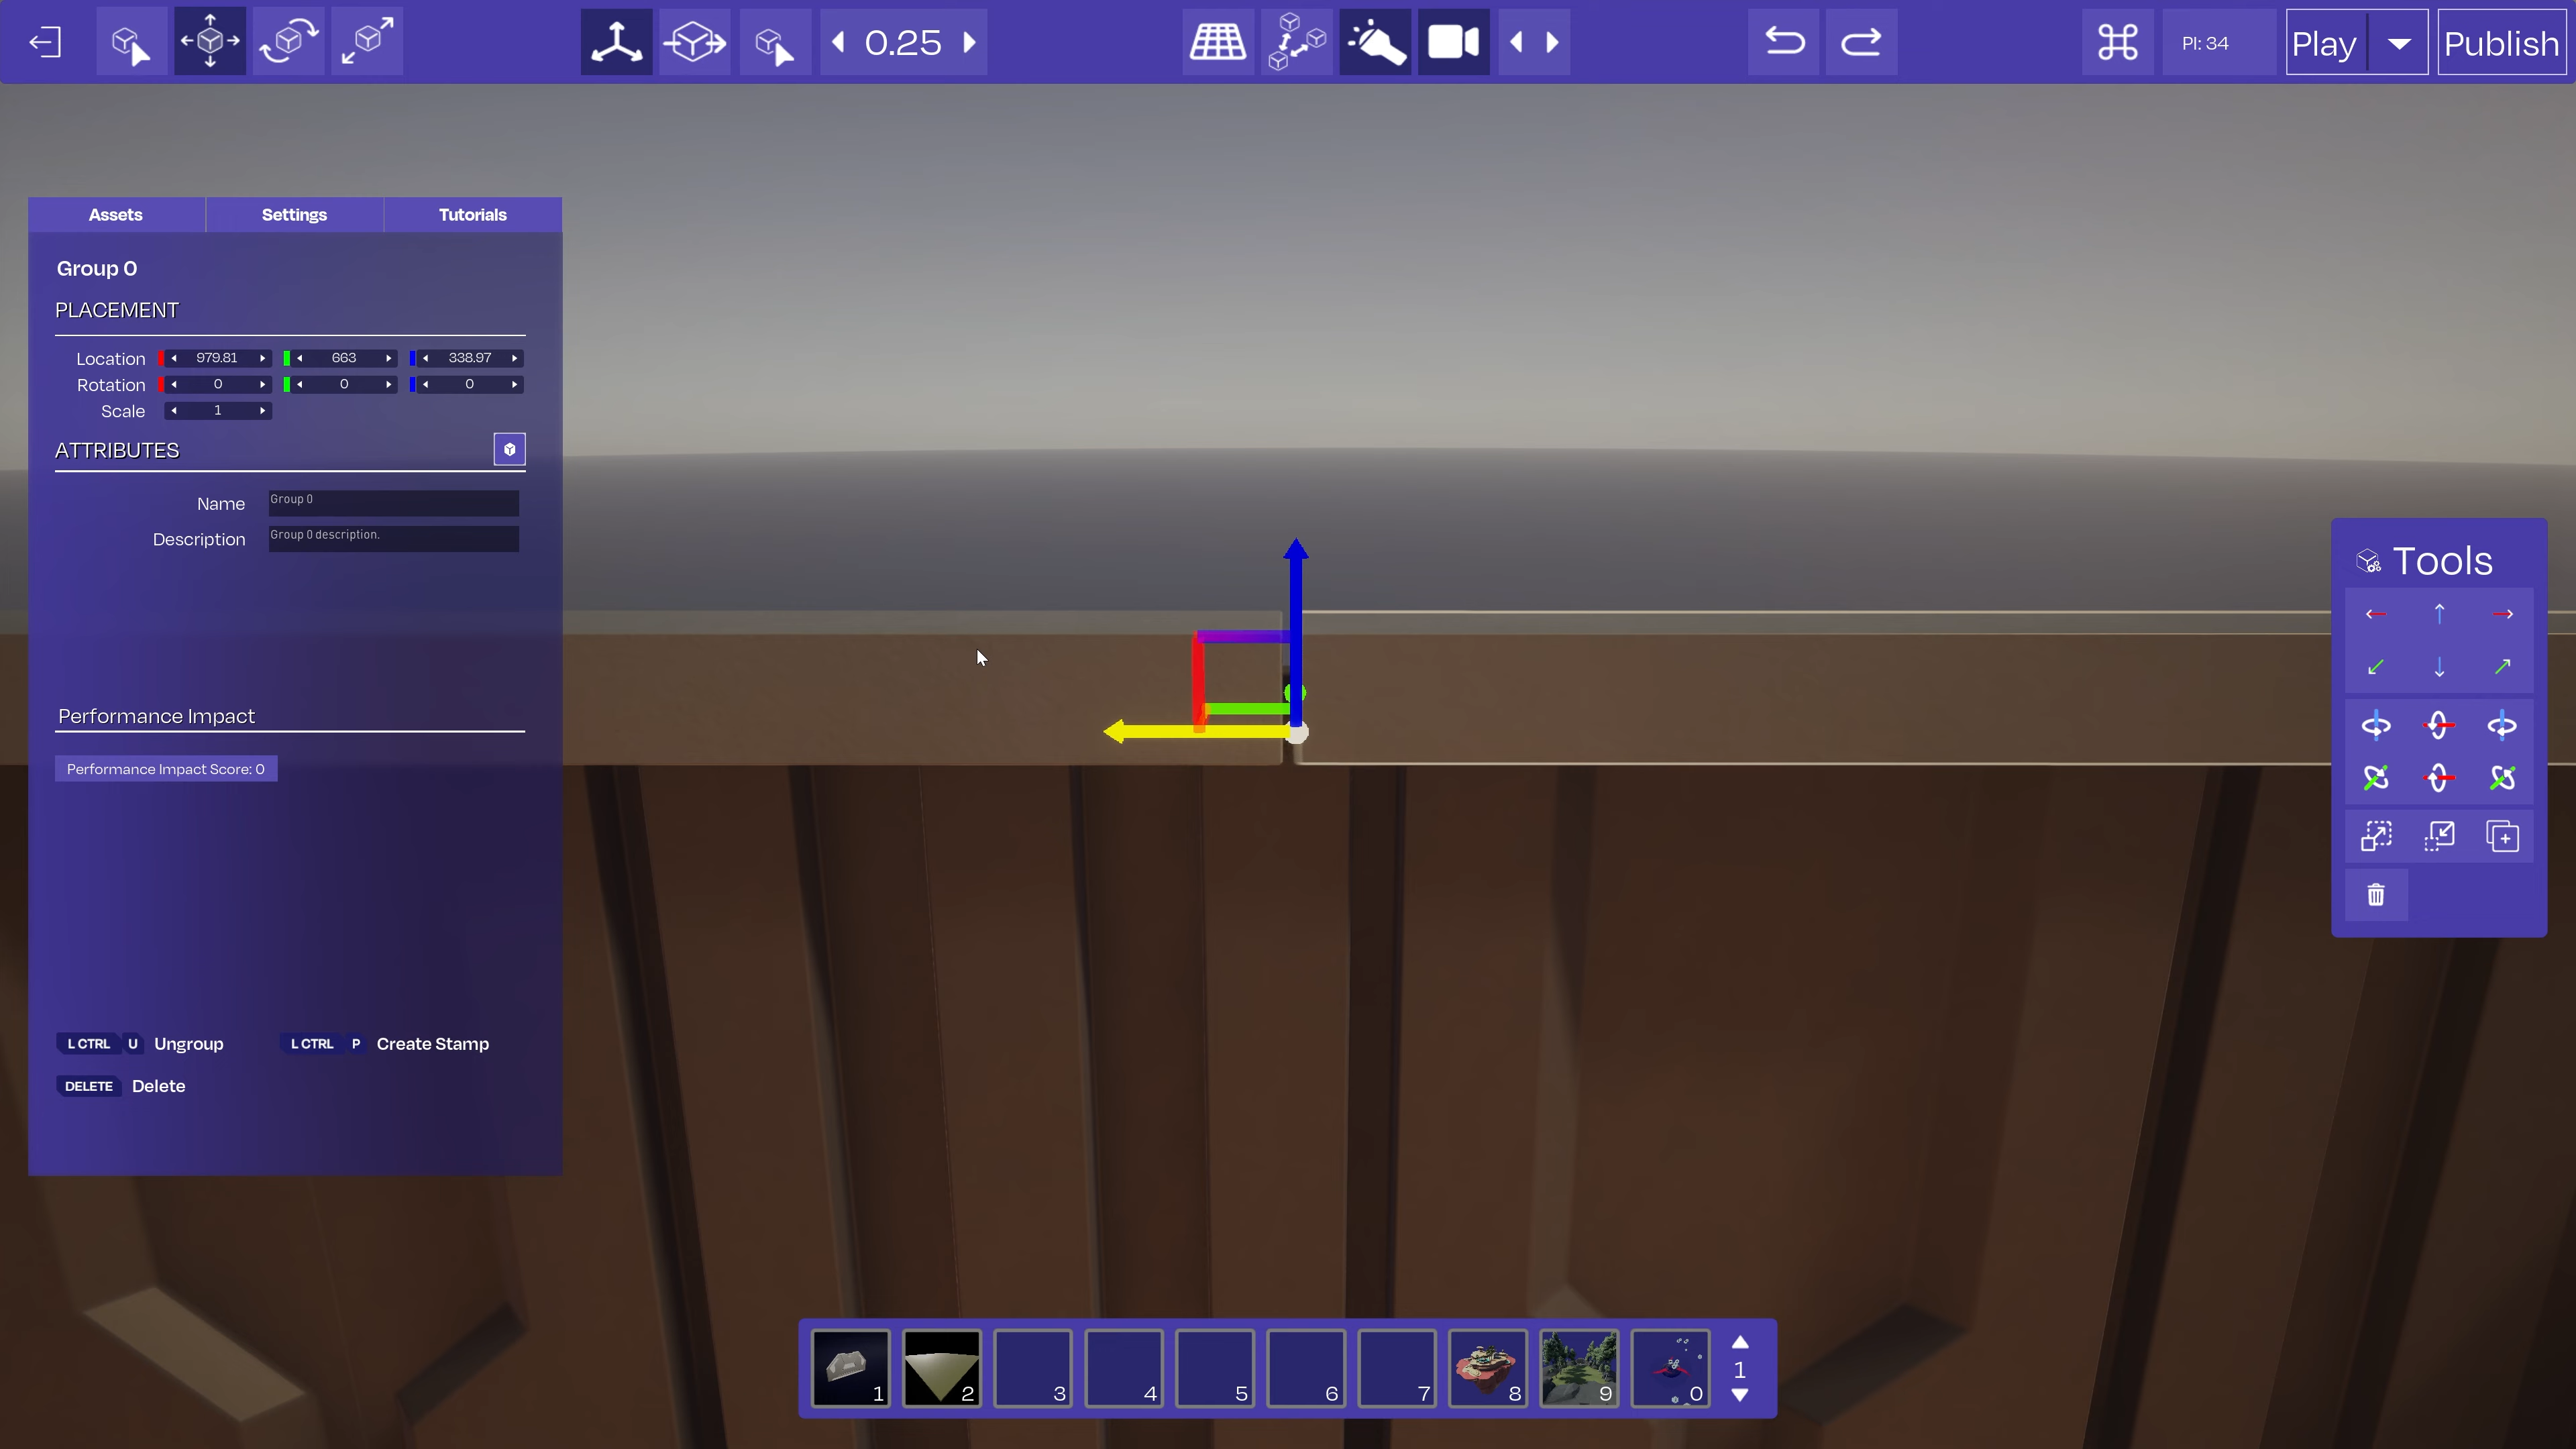 0.25
PI: 34
Play
Publish
Assets
Settings
Tutorials
Group 0
PLACEMENT
Location 979.81 663 338.97
Rotation 0 0 0
Scale 1
ATTRIBUTES
Name Group 0
Description Group 0 description.
Performance Impact
Performance Impact Score: 0
L CTRL U Ungroup L CTRL P Create Stamp
DELETE Delete
Tools
1 2 3 4 5 6 7 8 9 0
1